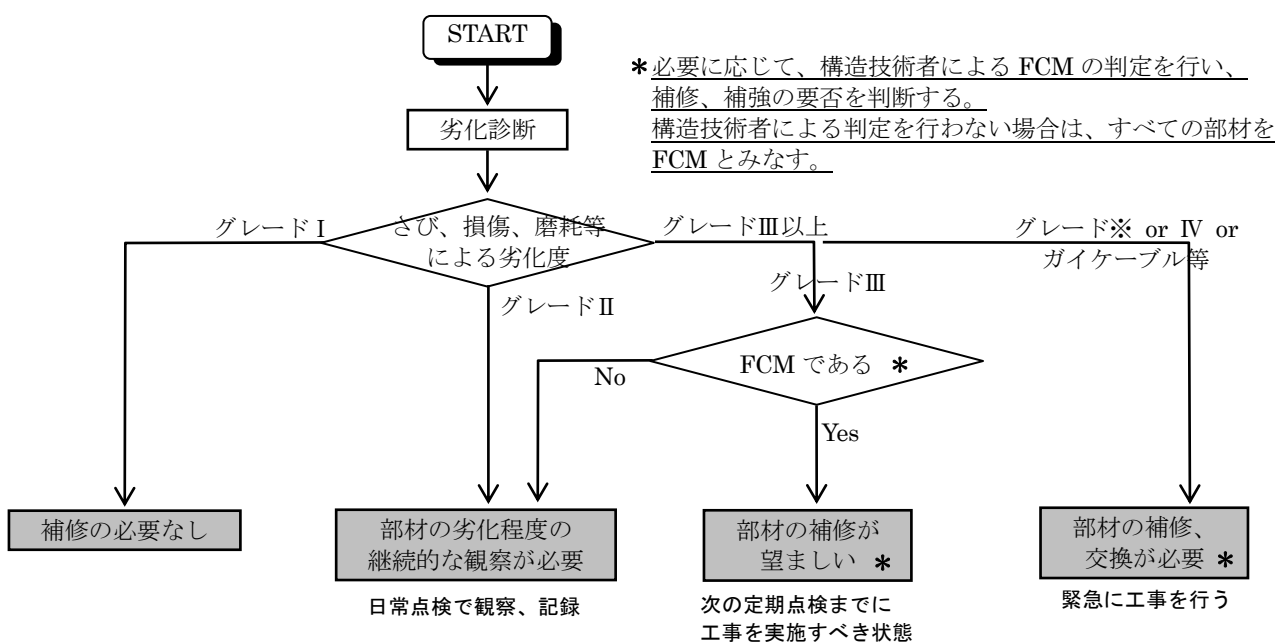 START
＊必要に応じて、構造技術者による FCM の判定を行い、
補修、補強の要否を判断する。
構造技術者による判定を行わない場合は、すべての部材を
FCM とみなす。
劣化診断
グレードⅠ
さび、損傷、磨耗等
による劣化度
グレードⅢ以上
グレード※ or Ⅳ or
ガイケーブル等
グレードⅡ
グレードⅢ
FCM である ＊
No
Yes
補修の必要なし
部材の劣化程度の
継続的な観察が必要
部材の補修が
望ましい ＊
部材の補修、
交換が必要 ＊
日常点検で観察、記録
次の定期点検までに
工事を実施すべき状態
緊急に工事を行う